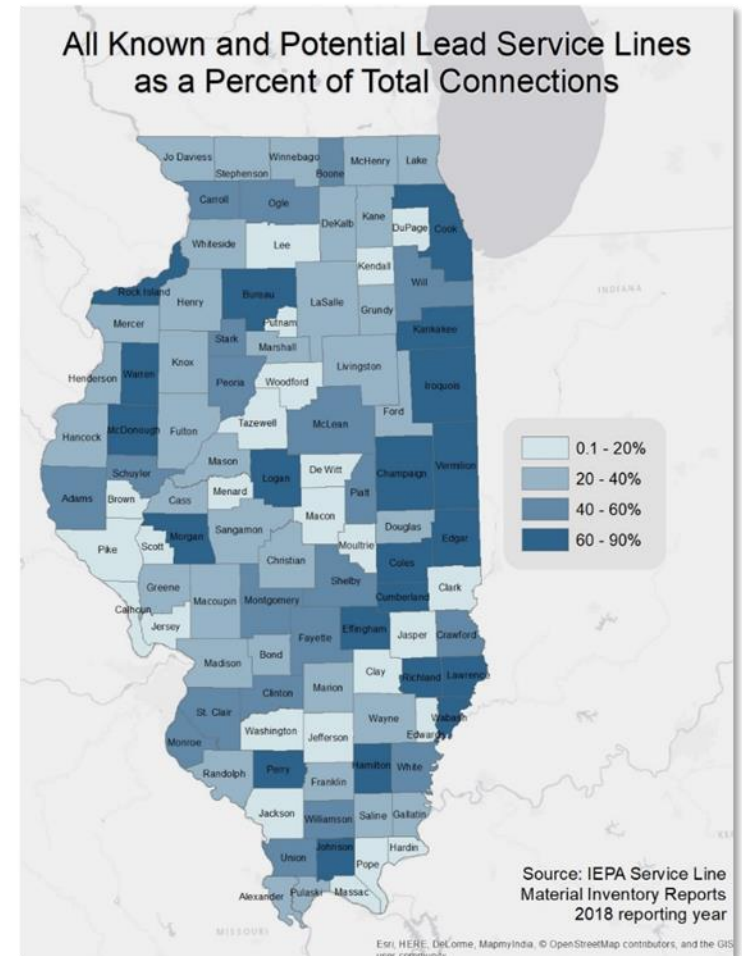 All Known and Potential Lead Service Lines
as a Percent of Total Connections
Jo Daviess
Stephenson
Winnebago
Boone
McHenry
Lake
Carroll
Ogle
DeKalb
Kane
DuPage
Cook
Whiteside
Lee
Kendall
Will
INDIANA
Rock Island
Henry
Bureau
Putnam
LaSalle
Grundy
Mercer
Kankakee
Stark
Marshall
Knox
Peoria
Livingston
Henderson
Warren
Woodford
Iroquois
Ford
Hancock
McDonough
Fulton
Tazewell
McLean
0.1 - 20%
20 - 40%
40 - 60%
60 - 90%
Mason
Schuyler
Logan
De Witt
Champaign
Vermilion
Adams
Brown
Cass
Menard
Piatt
Macon
Pike
Scott
Morgan
Sangamon
Christian
Moultrie
Douglas
Edgar
Coles
Shelby
Greene
Macoupin
Montgomery
Cumberland
Clark
Calhoun
Jersey
Fayette
Effingham
Jasper
Crawford
Madison
Bond
Clay
Richland
Lawrence
Clinton
Marion
St. Clair
Wayne
Wabash
Edwards
Washington
Jefferson
Monroe
Randolph
Perry
Franklin
Hamilton
White
Jackson
Williamson
Saline
Gallatin
Union
Johnson
Pope
Hardin
Alexander
Pulaski
Massac
MISSOURI
Source: IEPA Service Line
Material Inventory Reports
2018 reporting year
Esri, HERE, DeLorme, MapmyIndia, © OpenStreetMap contributors, and the GIS